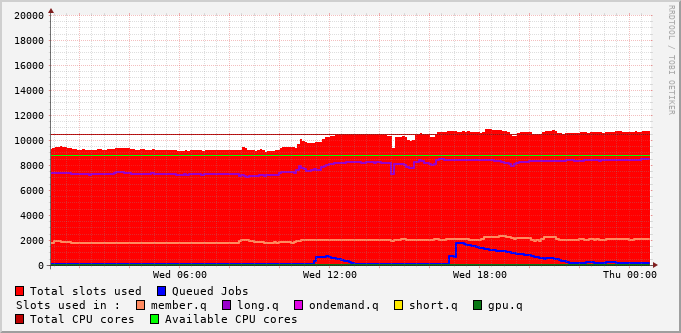 20000
18000
16000
14000
12000
10000
8000
6000
4000
2000
0
Wed 06:00 Wed 12:00 Wed 18:00 Thu 00:00
RRDTOOL / TOBI OETIKER
Total slots used Queued Jobs
Slots used in : member.q long.q ondemand.q short.q gpu.q
Total CPU cores Available CPU cores